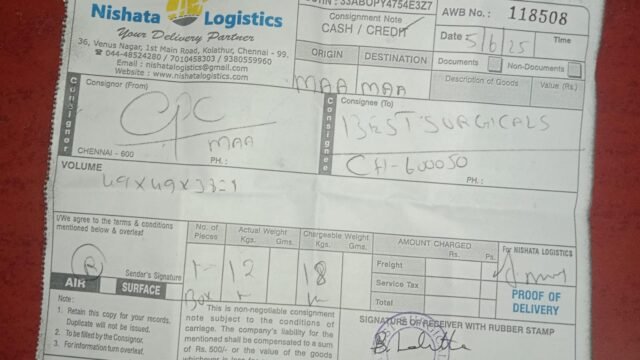 GSTIN : 33ABOPY4754E3Z7
Nishata Logistics
Your Delivery Partner
36, Venus Nagar, 1st Main Road, Kolathur, Chennai - 99.
044-48524280 / 7010458303 / 9380559960
Email : nishatalogistics@gmail.com
Website : www.nishatalogistics.com
Consignment Note
CASH / CREDIT
AWB No. : 118508
Date 5/6/25 Time
ORIGIN DESTINATION
MAA MAA
Documents Non-Documents
Description of Goods Value (Rs.)
Consignor
Consignor (From)
CPC
MAA
CHENNAI - 600 PH. :
Consignee
Consignee (To)
BEST SURGICALS
CH-600050
PH. :
VOLUME
49x49x33-1
I/We agree to the terms & conditions
mentioned below & overleaf
Sender's Signature
AIR SURFACE
No. of Pieces
Actual Weight
Kgs. Gms.
Chargeable Weight
Kgs. Gms.
1 12 18
Box
AMOUNT CHARGED
Rs. Ps.
Freight
Service Tax
Total
For NISHATA LOGISTICS
PROOF OF
DELIVERY
Note :
1. Retain this copy for your records,
Duplicate will not be issued.
2. To be filled by the Consignor.
3. For information turn overleaf.
This is non-negotiable consignment
note subject to the conditions of
carriage. The company's liability for the
mentioned shall be compensated to a sum
of Rs. 500/- or the value of the goods
SIGNATURE OF RECEIVER WITH RUBBER STAMP